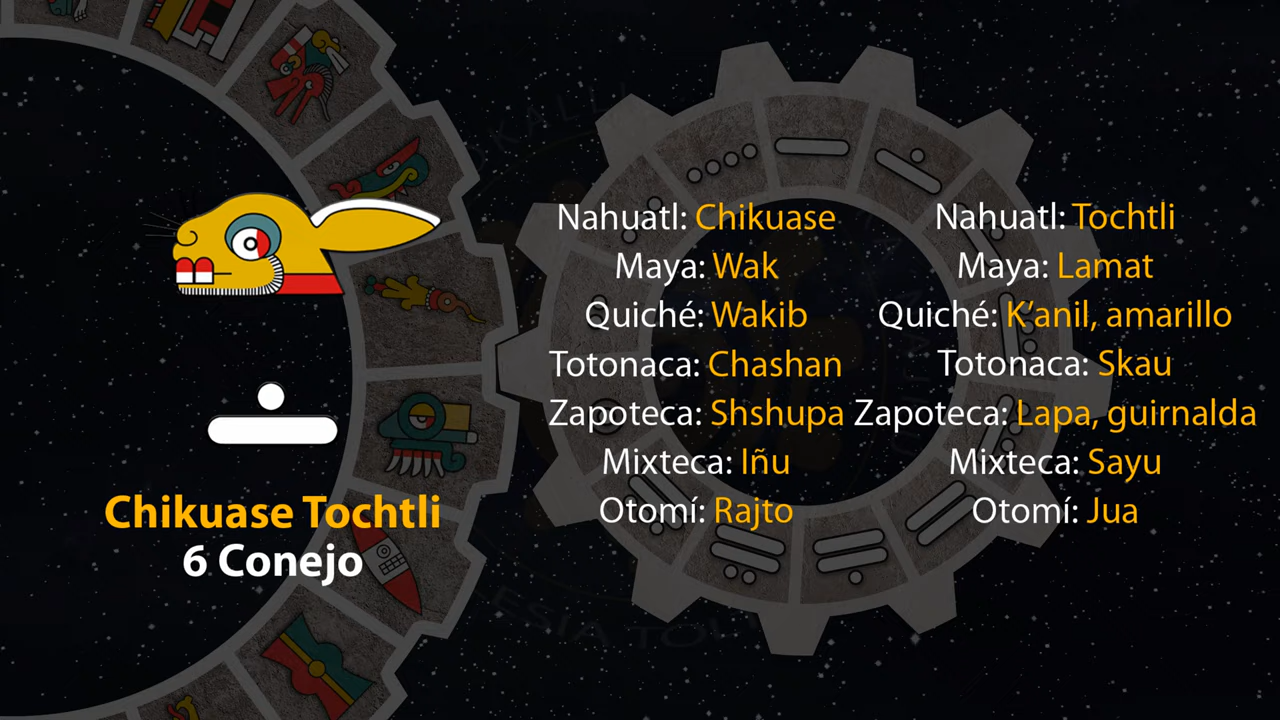 Nahuatl: Chikuase
Maya: Wak
Quiché: Wakib
Totonaca: Chashan
Zapoteca: Shshupa
Mixteca: Iñu
Otomí: Rajto
Nahuatl: Tochtli
Maya: Lamat
Quiché: K’anil, amarillo
Totonaca: Skau
Zapoteca: Lapa, guirnalda
Mixteca: Sayu
Otomí: Jua
Chikuase Tochtli
6 Conejo